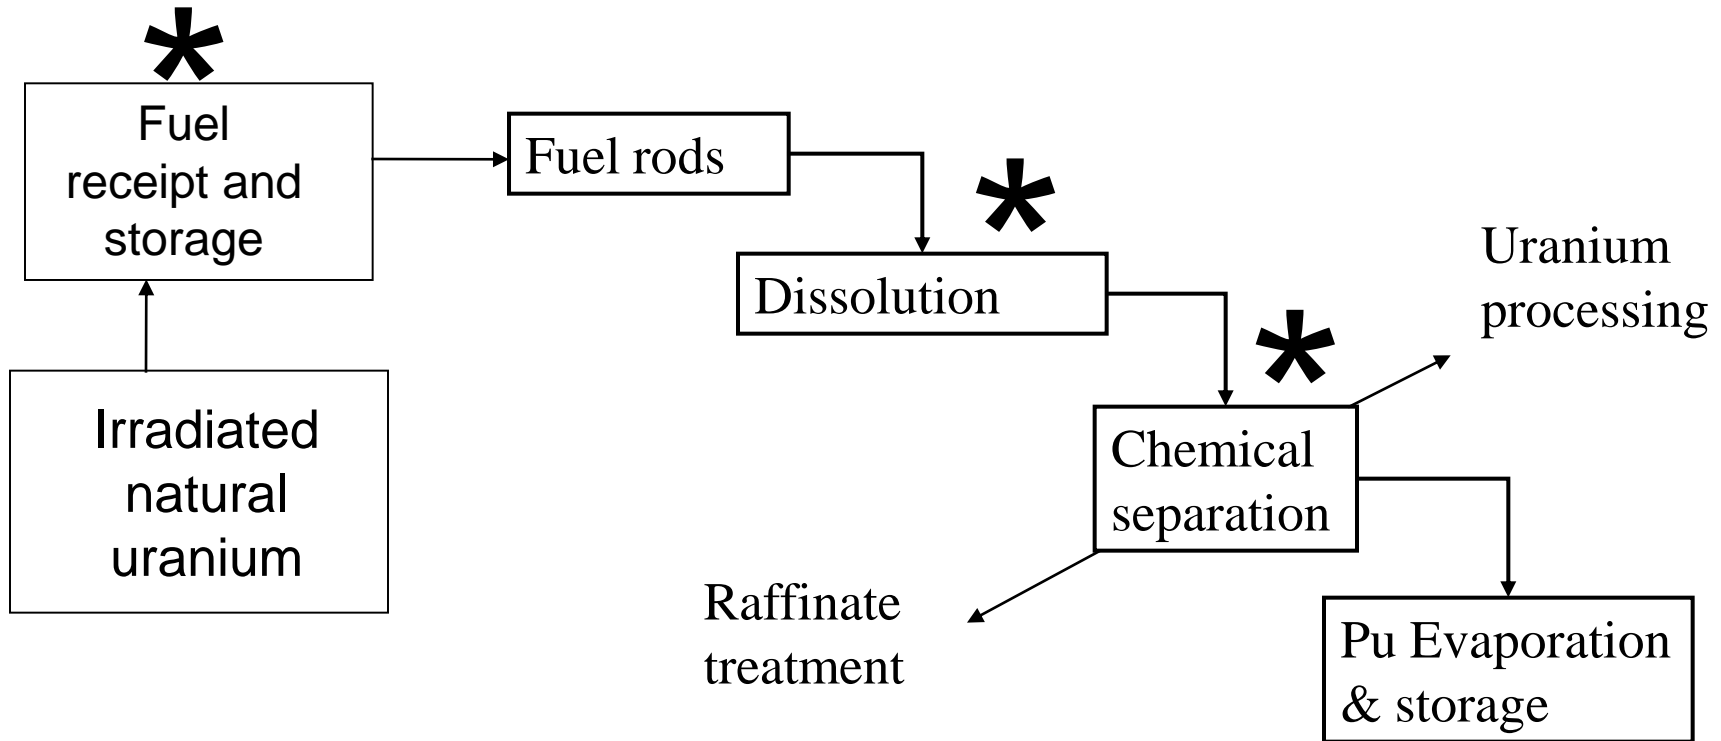 *
Fuel
receipt and
storage
Fuel rods
*
Dissolution
Uranium
processing
*
Irradiated
natural
uranium
Chemical
separation
Raffinate
treatment
Pu Evaporation
& storage